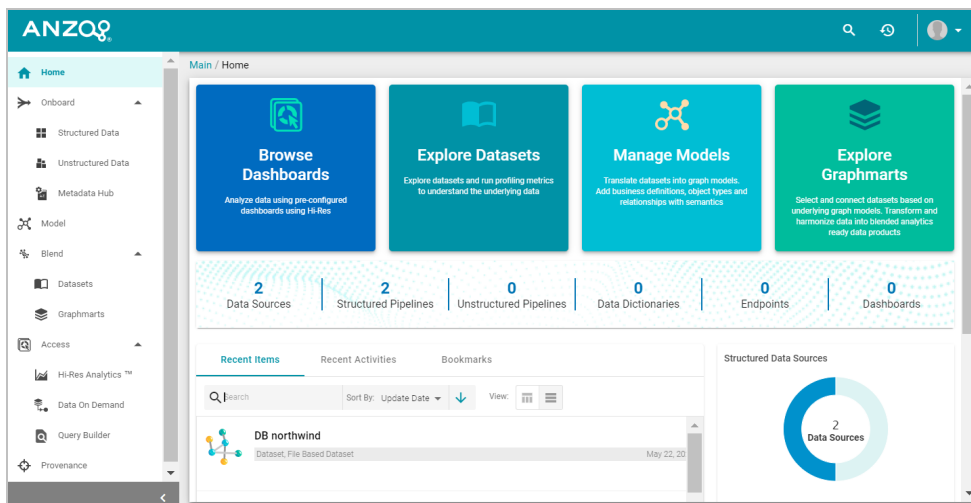 ANZO
Main / Home
Home
Onboard
Structured Data
Unstructured Data
Metadata Hub
Model
Blend
Datasets
Graphmarts
Access
Hi-Res Analytics ™
Data On Demand
Query Builder
Provenance
Browse
Dashboards
Analyze data using pre-configured
dashboards using Hi-Res
Explore Datasets
Explore datasets and run profiling metrics
to understand the underlying data
Manage Models
Translate datasets into graph models.
Add business definitions, object types and
relationships with semantics
Explore
Graphmarts
Select and connect datasets based on
underlying graph models. Transform and
harmonize data into blended analytics
ready data products
2
Data Sources
2
Structured Pipelines
0
Unstructured Pipelines
0
Data Dictionaries
0
Endpoints
0
Dashboards
Recent Items
Recent Activities
Bookmarks
Search
Sort By: Update Date
View:
DB northwind
Dataset, File Based Dataset
May 22, 20
Structured Data Sources
2
Data Sources